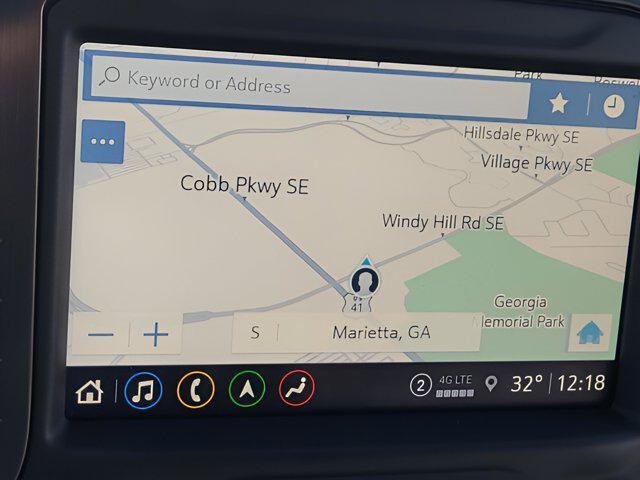 Park
Keyword or Address
Hillsdale Pkwy SE
Village Pkwy SE
Cobb Pkwy SE
Windy Hill Rd SE
41
Georgia
Memorial Park
S
Marietta, GA
2
4G LTE
32°
12:18